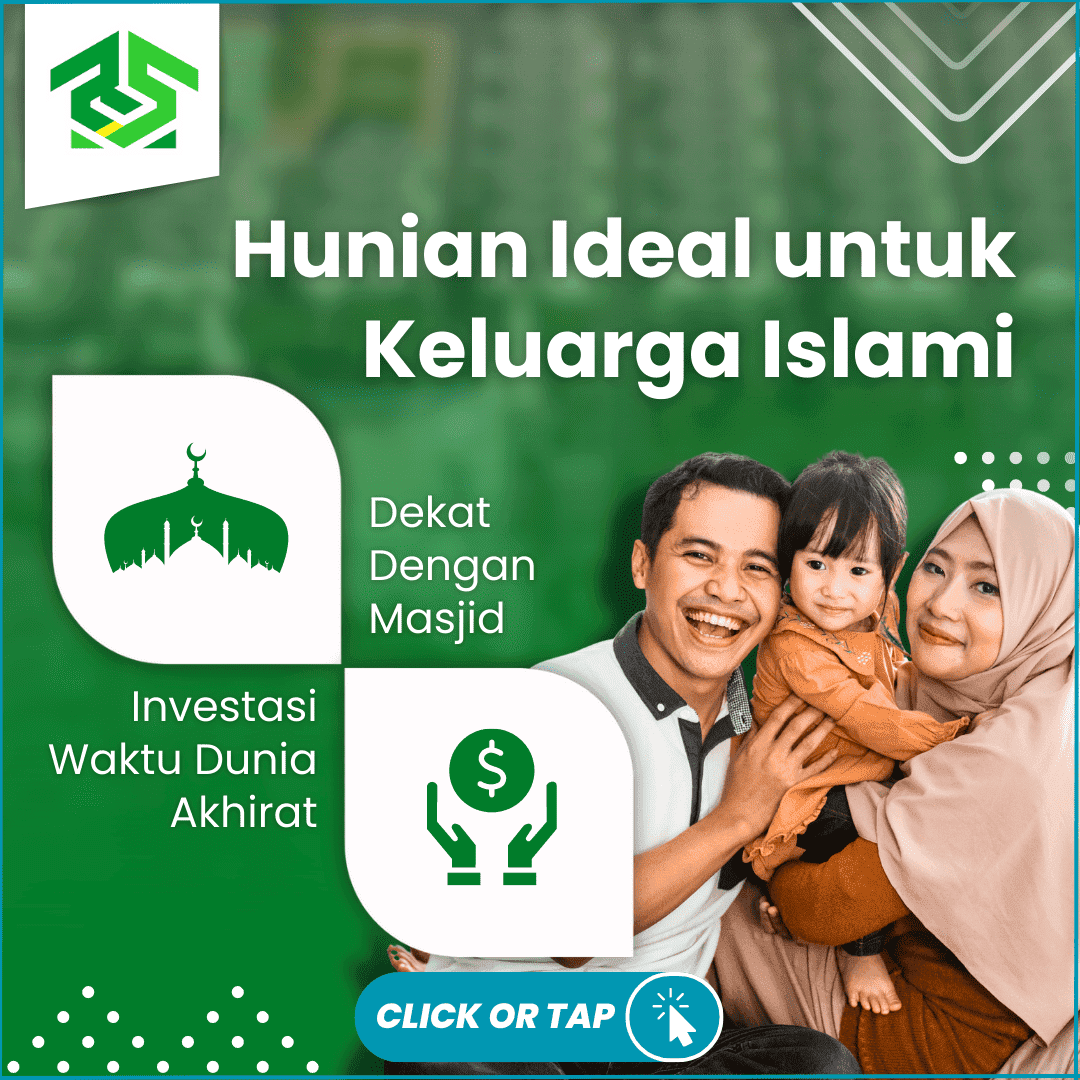 Hunian Ideal untuk
Keluarga Islami
Dekat
Dengan
Masjid
Investasi
Waktu Dunia
Akhirat
$
CLICK OR TAP